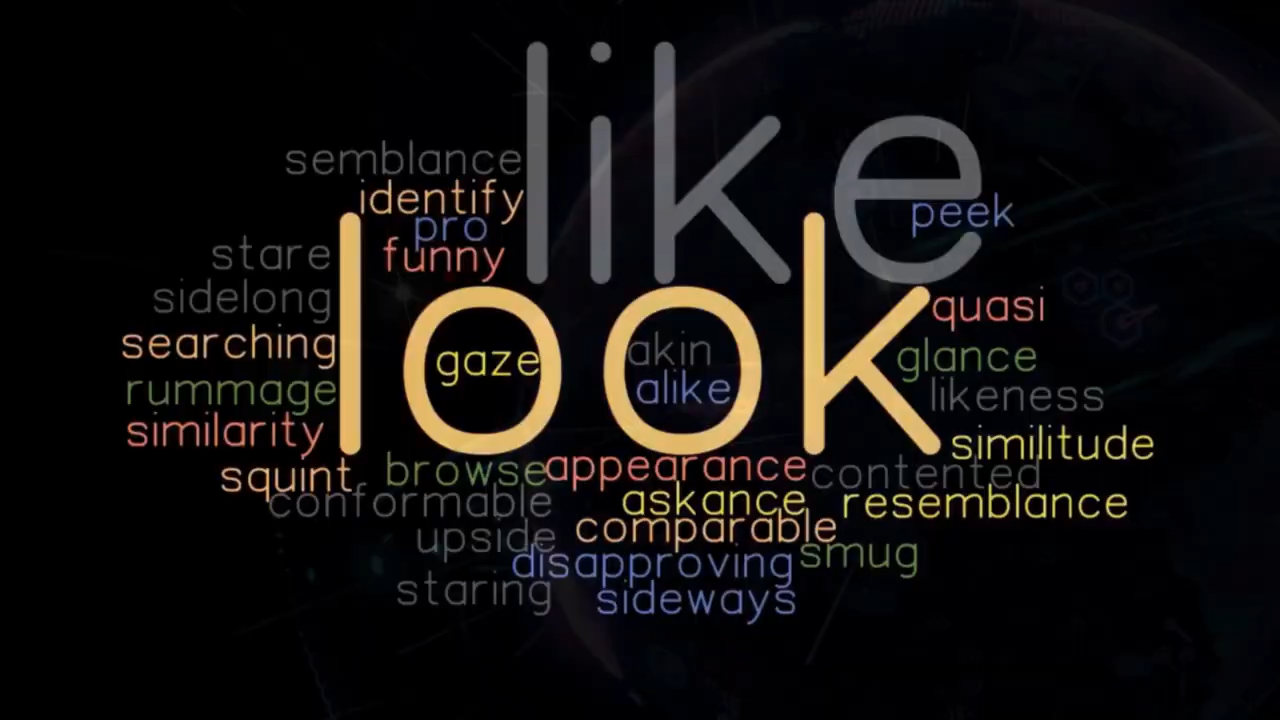 like
semblance
identify
pro
peek
stare
funny
look
sidelong
quasi
searching
gaze
akin
glance
rummage
alike
likeness
similarity
similitude
squint
browse
appearance
contented
conformable
askance
resemblance
upside
comparable
disapproving
smug
staring
sideways